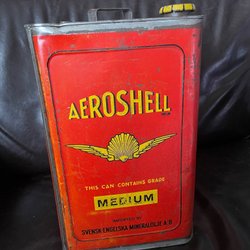 AEROSHELL
THIS CAN CONTAINS GRADE
MEDIUM
IMPORTED BY
SVENSK ENGELSKA MINERALOLJE A/B